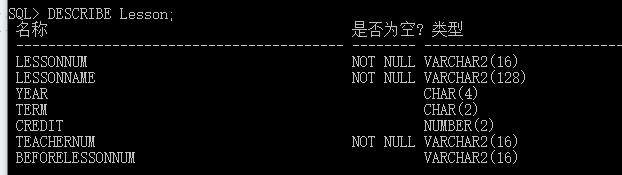 SQL> DESCRIBE Lesson;
名称 是否为空? 类型
----------------------------------------- -------- ----------------------------
LESSONNUM NOT NULL VARCHAR2(16)
LESSONNAME NOT NULL VARCHAR2(128)
YEAR CHAR(4)
TERM CHAR(2)
CREDIT NUMBER(2)
TEACHERNUM NOT NULL VARCHAR2(16)
BEFORELESSONNUM VARCHAR2(16)